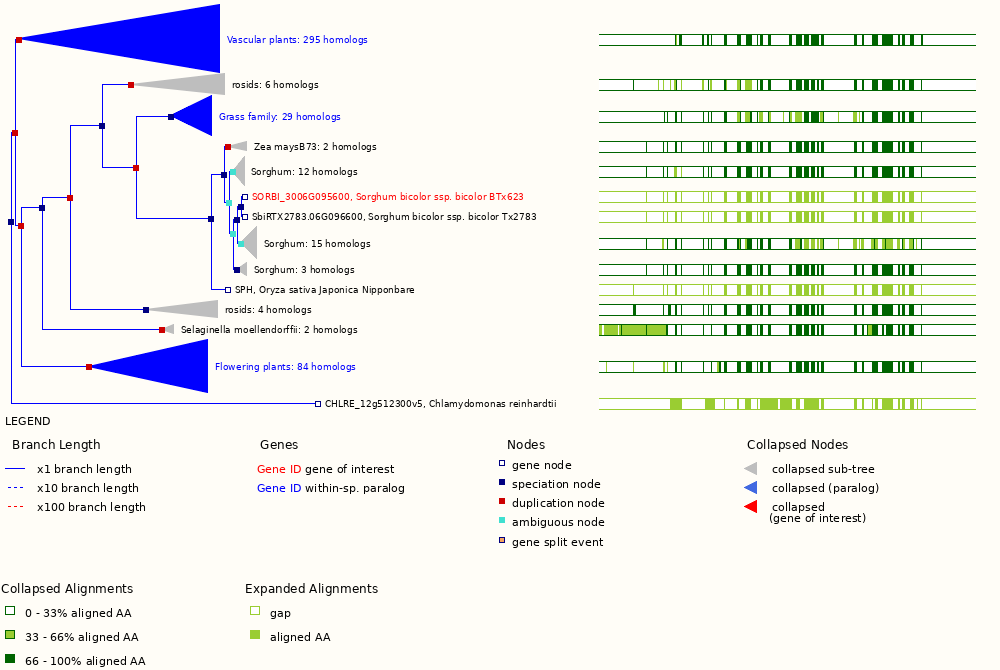 Vascular plants: 295 homologs
rosids: 6 homologs
Grass family: 29 homologs
Zea maysB73: 2 homologs
Sorghum: 12 homologs
SORBI_3006G095600, Sorghum bicolor ssp. bicolor BTx623
SbiRTX2783.06G096600, Sorghum bicolor ssp. bicolor Tx2783
Sorghum: 15 homologs
Sorghum: 3 homologs
SPH, Oryza sativa Japonica Nipponbare
rosids: 4 homologs
Selaginella moellendorffii: 2 homologs
Flowering plants: 84 homologs
CHLRE_12g512300v5, Chlamydomonas reinhardtii
LEGEND
Branch Length
x1 branch length
x10 branch length
x100 branch length
Genes
Gene ID gene of interest
Gene ID within-sp. paralog
Nodes
gene node
speciation node
duplication node
ambiguous node
gene split event
Collapsed Nodes
collapsed sub-tree
collapsed (paralog)
collapsed
(gene of interest)
Collapsed Alignments
0 - 33% aligned AA
33 - 66% aligned AA
66 - 100% aligned AA
Expanded Alignments
gap
aligned AA